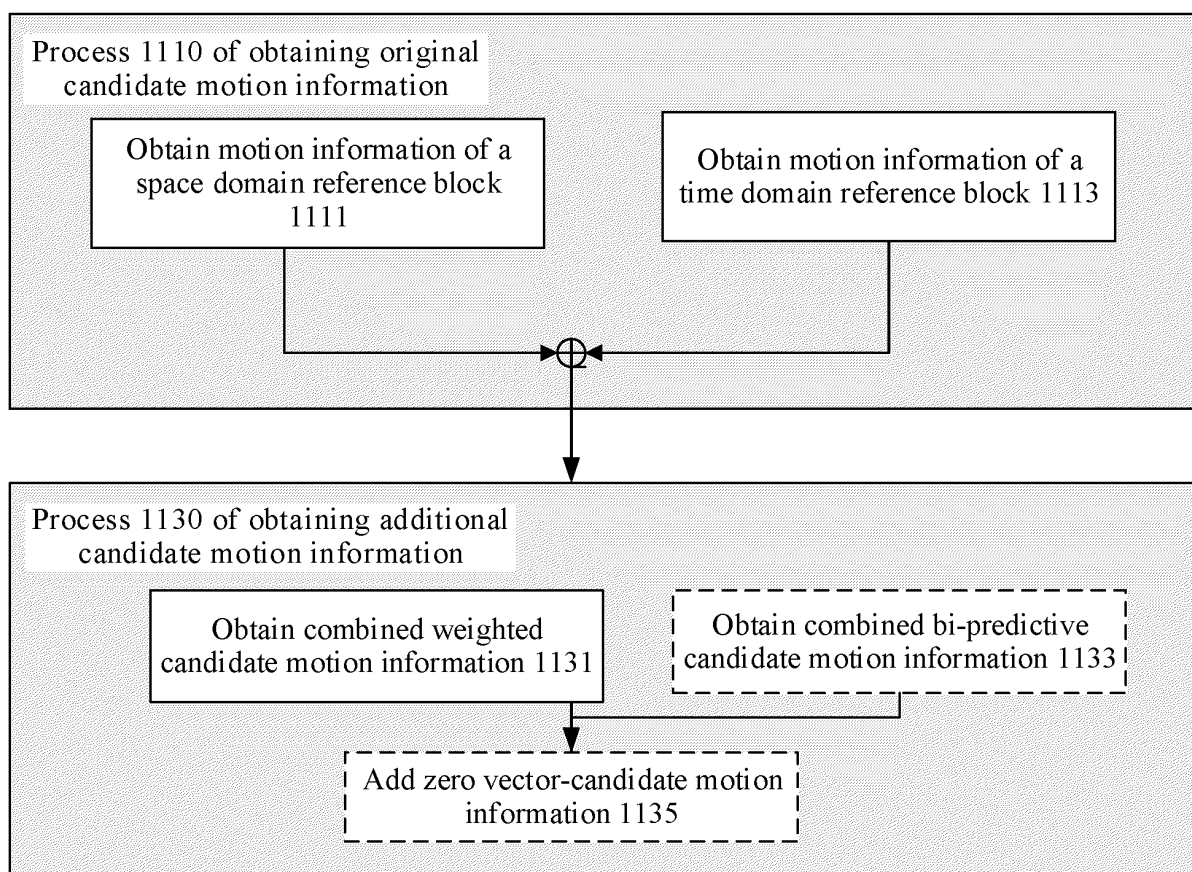 Process 1110 of obtaining original
candidate motion information
Obtain motion information of a
space domain reference block
1111
Obtain motion information of a
time domain reference block 1113
Process 1130 of obtaining additional
candidate motion information
Obtain combined weighted
candidate motion information 1131
Obtain combined bi-predictive
candidate motion information 1133
Add zero vector-candidate motion
information 1135